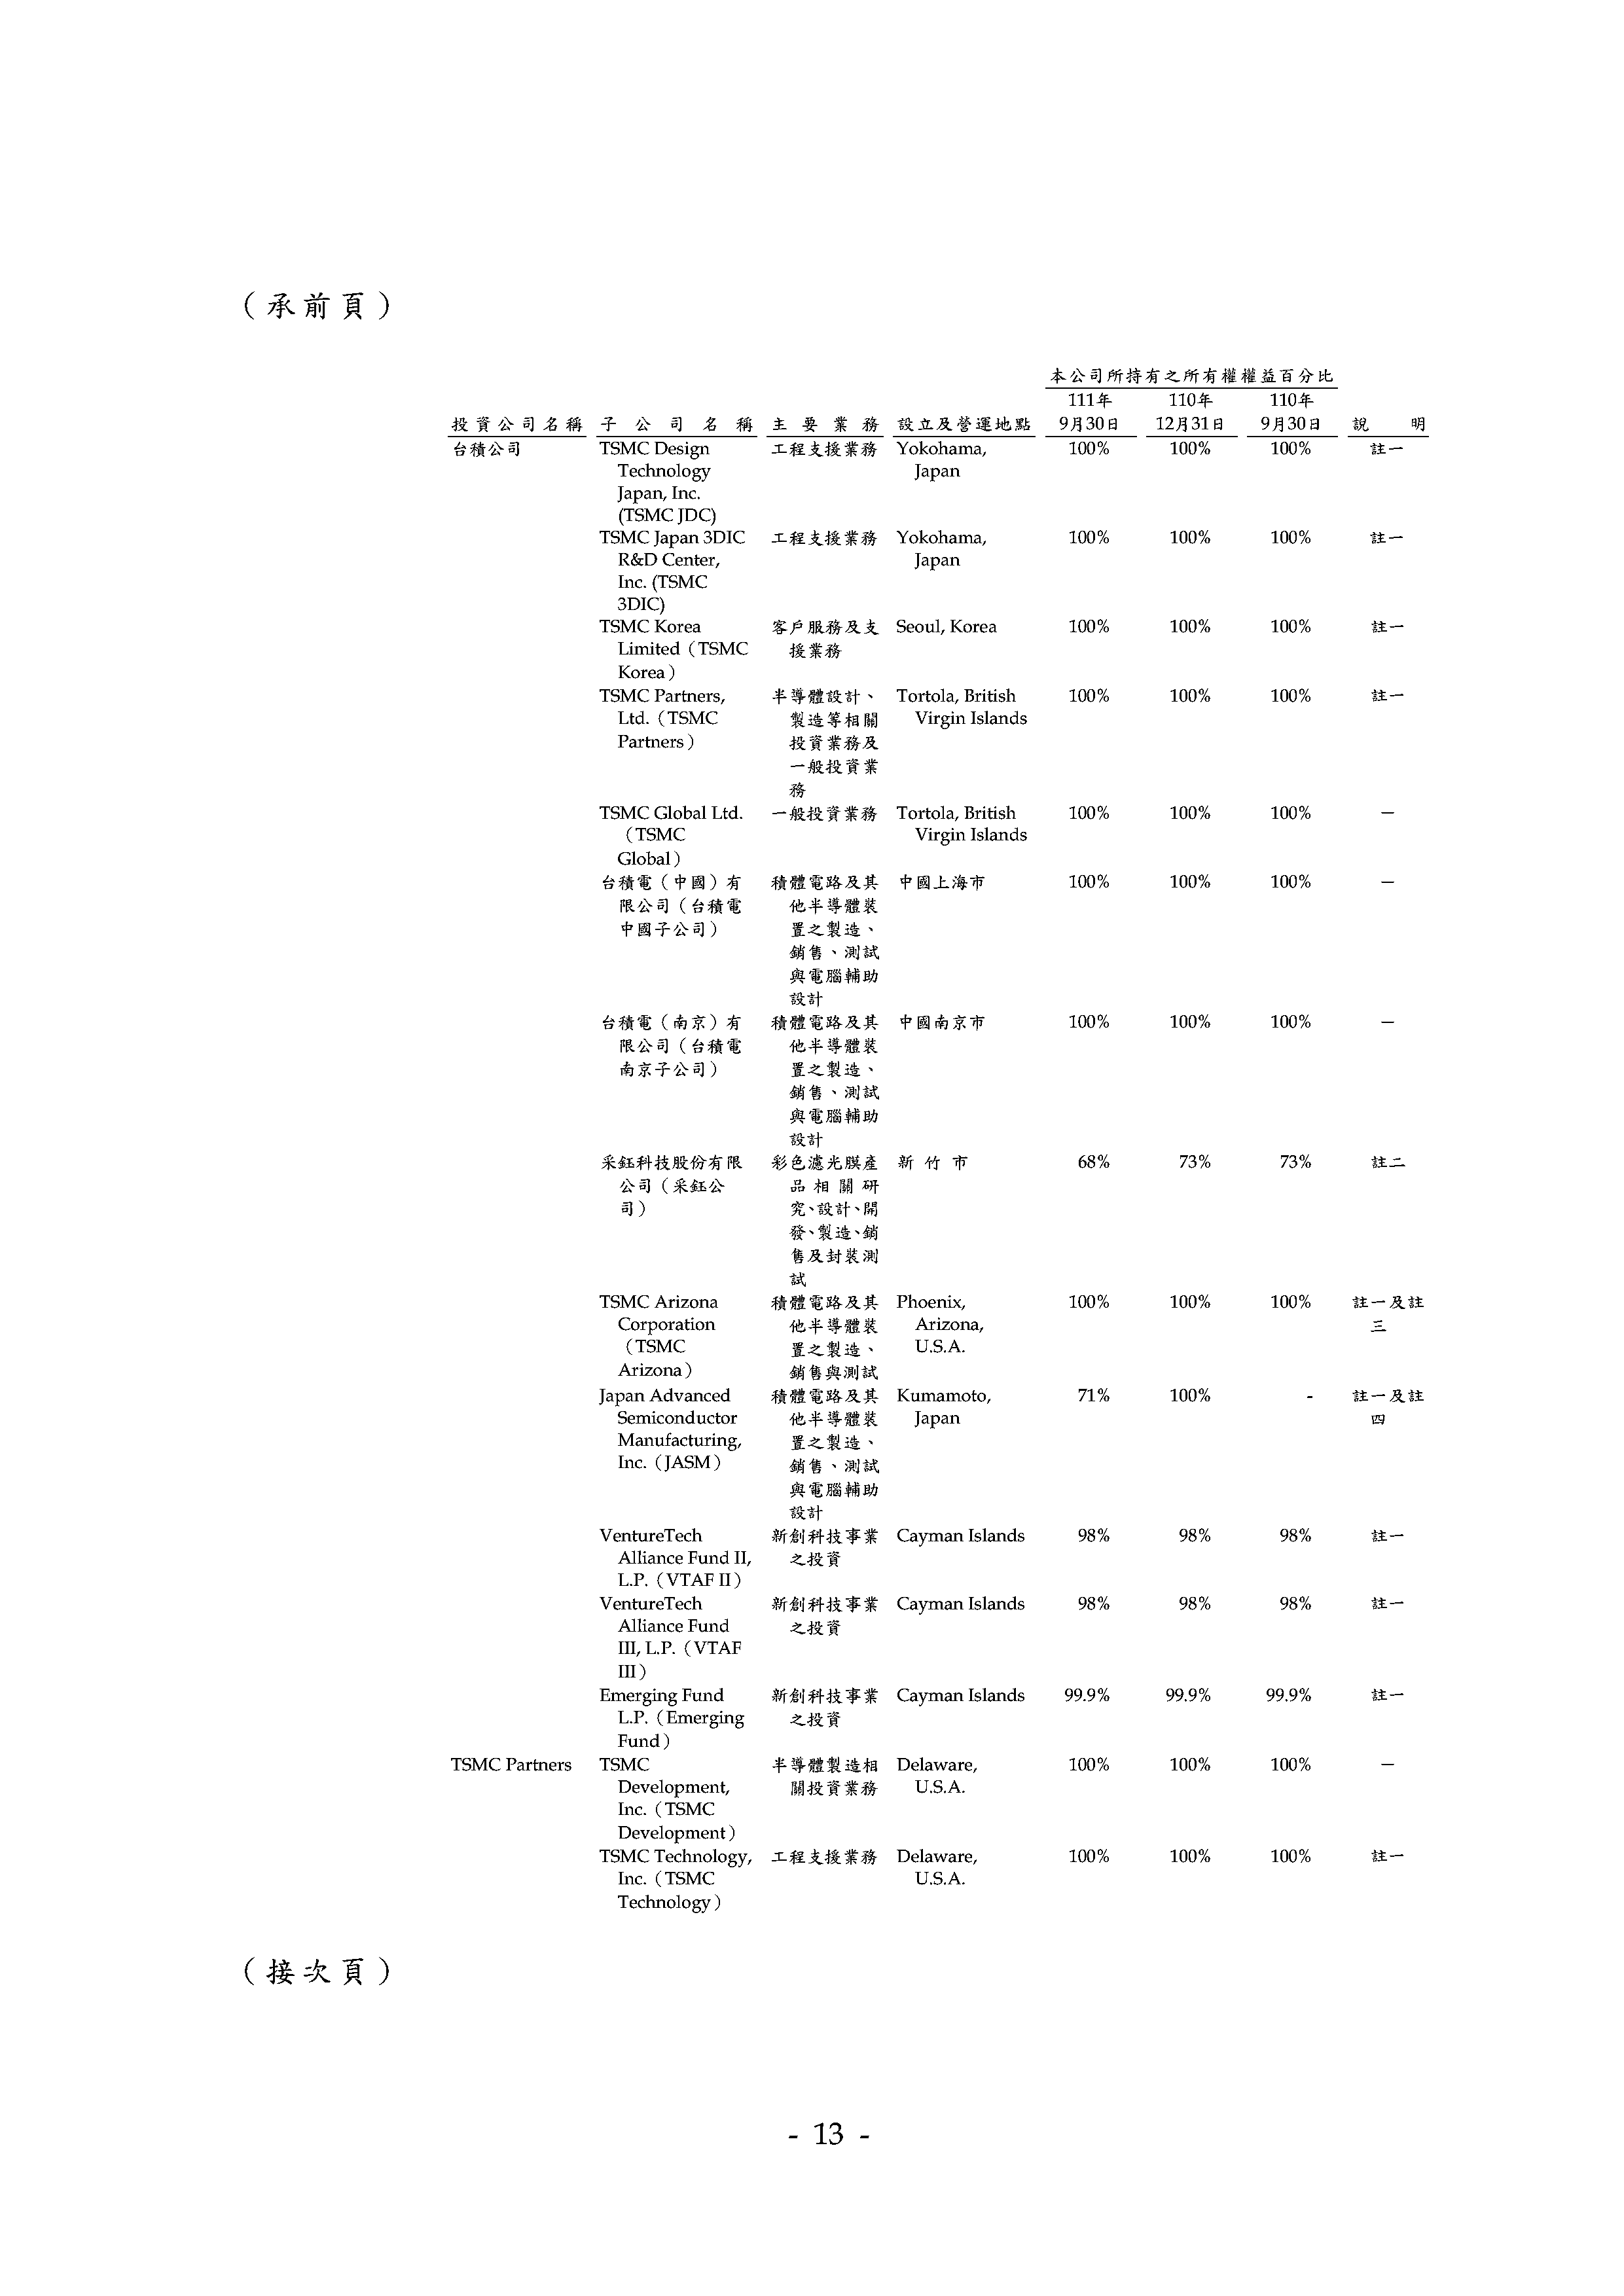 （承前頁）
本公司所持有之所有權權益百分比
111年 110年 110年
投資公司名稱 子公司名稱 主要業務 設立及營運地點 9月30日 12月31日 9月30日 說明
台積公司 TSMC Design 工程支援業務 Yokohama, 100% 100% 100% 註一
Technology Japan
Japan, Inc.
(TSMC JDC)
TSMC Japan 3DIC 工程支援業務 Yokohama, 100% 100% 100% 註一
R&D Center, Japan
Inc. (TSMC
3DIC)
TSMC Korea 客戶服務及支 Seoul, Korea 100% 100% 100% 註一
Limited（TSMC 援業務
Korea）
TSMC Partners, 半導體設計、 Tortola, British 100% 100% 100% 註一
Ltd.（TSMC 製造等相關 Virgin Islands
Partners） 投資業務及
一般投資業
務
TSMC Global Ltd. 一般投資業務 Tortola, British 100% 100% 100% －
（TSMC Virgin Islands
Global）
台積電（中國）有 積體電路及其 中國上海市 100% 100% 100% －
限公司（台積電 他半導體裝
中國子公司） 置之製造、
銷售、測試
與電腦輔助
設計
台積電（南京）有 積體電路及其 中國南京市 100% 100% 100% －
限公司（台積電 他半導體裝
南京子公司） 置之製造、
銷售、測試
與電腦輔助
設計
采鈺科技股份有限 彩色濾光膜產 新竹市 68% 73% 73% 註二
公司（采鈺公 品相關研
司） 究、設計、開
發、製造、銷
售及封裝測
試
TSMC Arizona 積體電路及其 Phoenix, 100% 100% 100% 註一及註
Corporation 他半導體裝 Arizona, 三
（TSMC 置之製造、 U.S.A.
Arizona） 銷售與測試
Japan Advanced 積體電路及其 Kumamoto, 71% 100% - 註一及註
Semiconductor 他半導體裝 Japan 四
Manufacturing, 置之製造、
Inc.（JASM） 銷售、測試
與電腦輔助
設計
VentureTech 新創科技事業 Cayman Islands 98% 98% 98% 註一
Alliance Fund II, 之投資
L.P.（VTAF II）
VentureTech 新創科技事業 Cayman Islands 98% 98% 98% 註一
Alliance Fund 之投資
III, L.P.（VTAF
III）
Emerging Fund 新創科技事業 Cayman Islands 99.9% 99.9% 99.9% 註一
L.P.（Emerging 之投資
Fund）
TSMC Partners TSMC 半導體製造相 Delaware, 100% 100% 100% －
Development, 關投資業務 U.S.A.
Inc.（TSMC
Development）
TSMC Technology, 工程支援業務 Delaware, 100% 100% 100% 註一
Inc.（TSMC U.S.A.
Technology）
（接次頁）
- 13 -